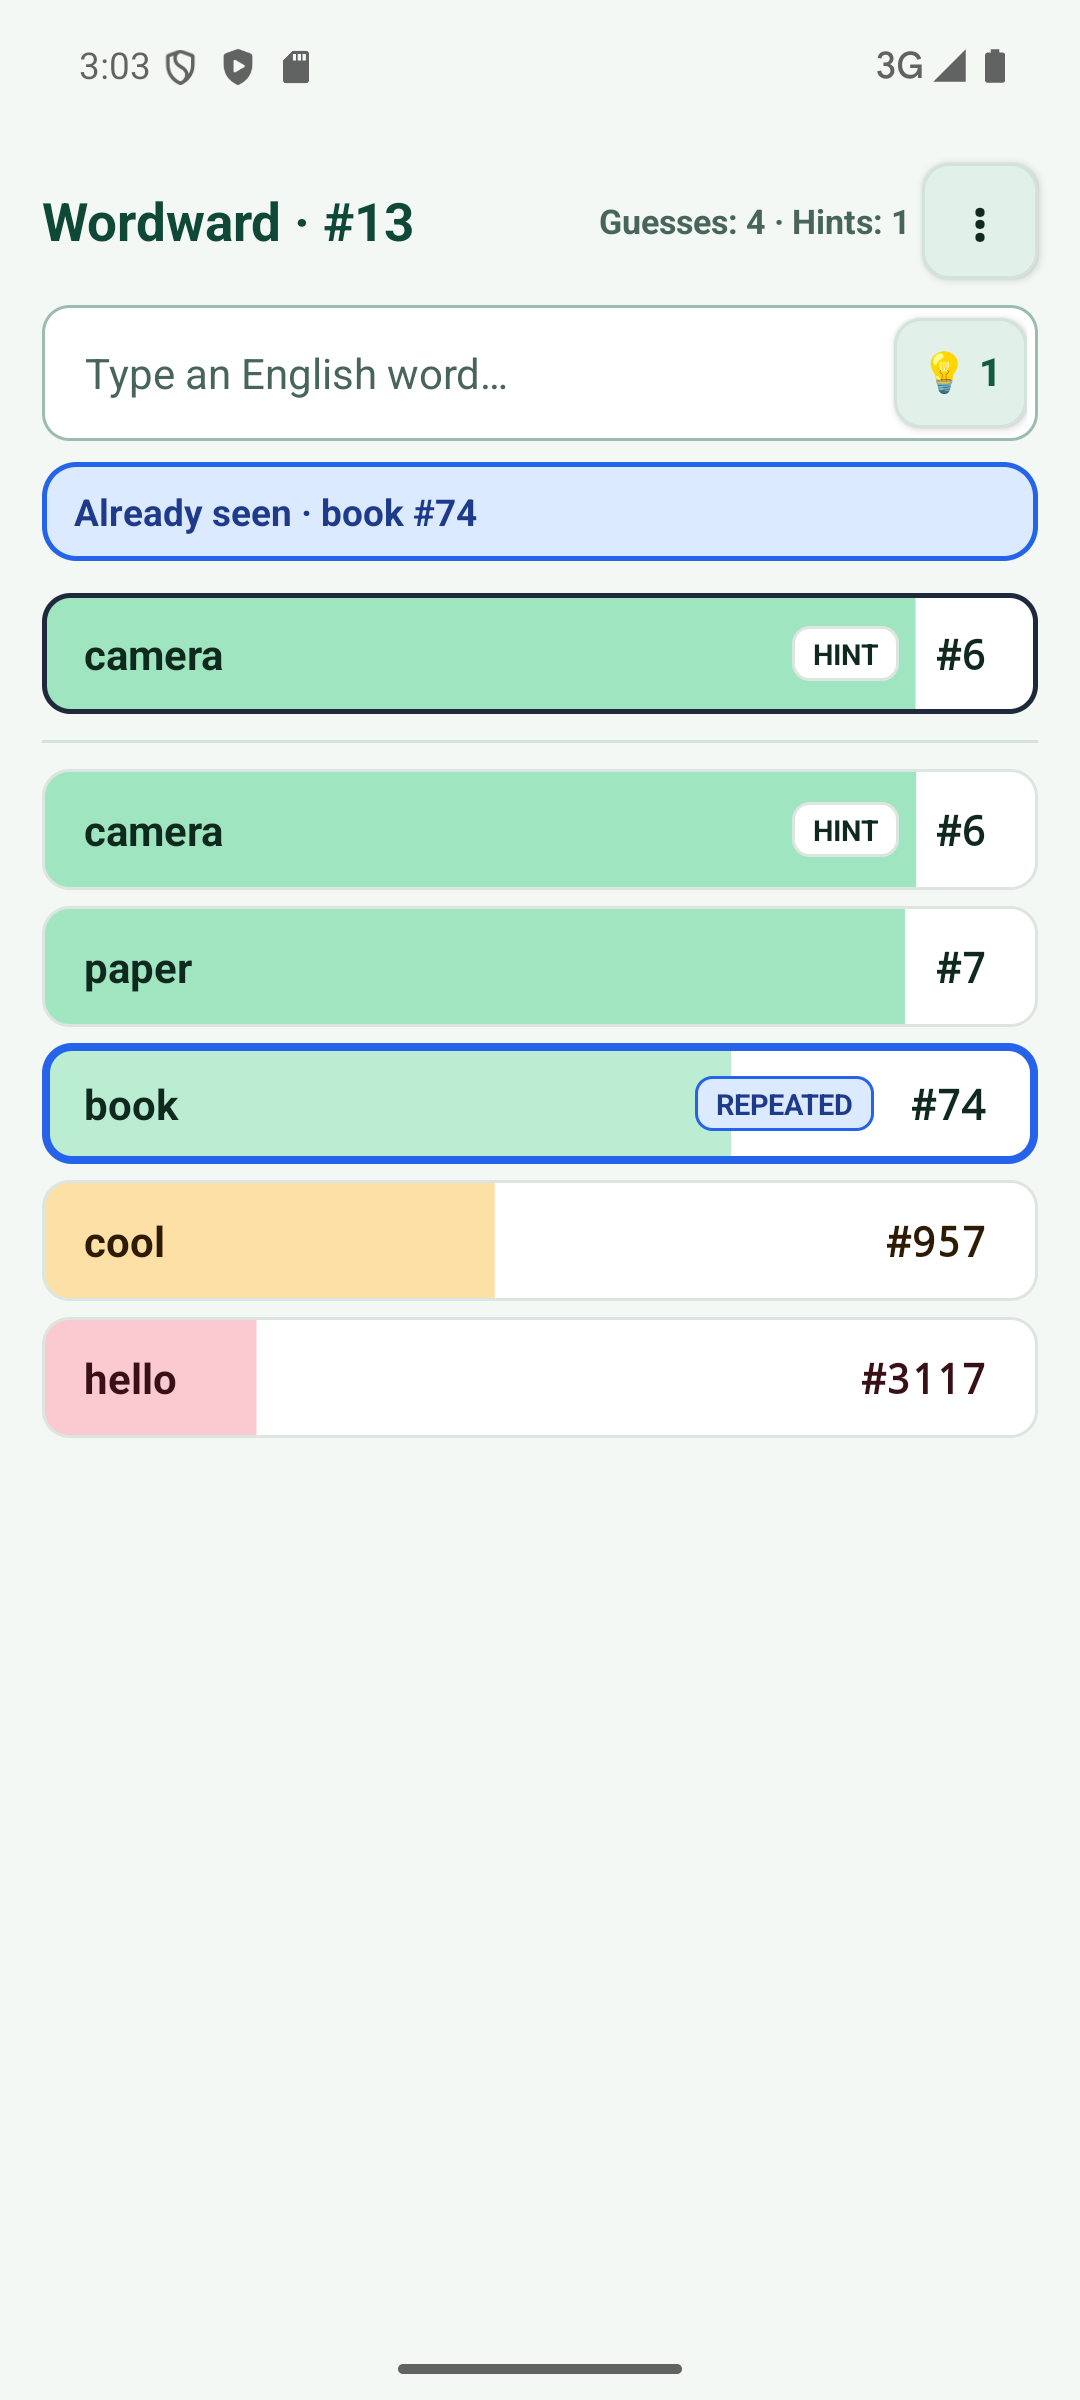 3:03 3G
Wordward · #13 Guesses: 4 · Hints: 1
Type an English word... 💡 1
Already seen · book #74
camera HINT #6
camera HINT #6
paper #7
book REPEATED #74
cool #957
hello #3117